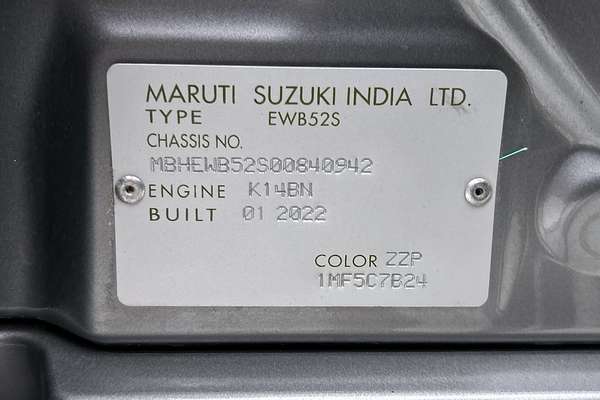 MARUTI SUZUKI INDIA LTD.
TYPE EWB52S
CHASSIS NO.
MBHEWB52S00840942
ENGINE K14BN
BUILT 01 2022
COLOR ZZP
1MF5C7B24